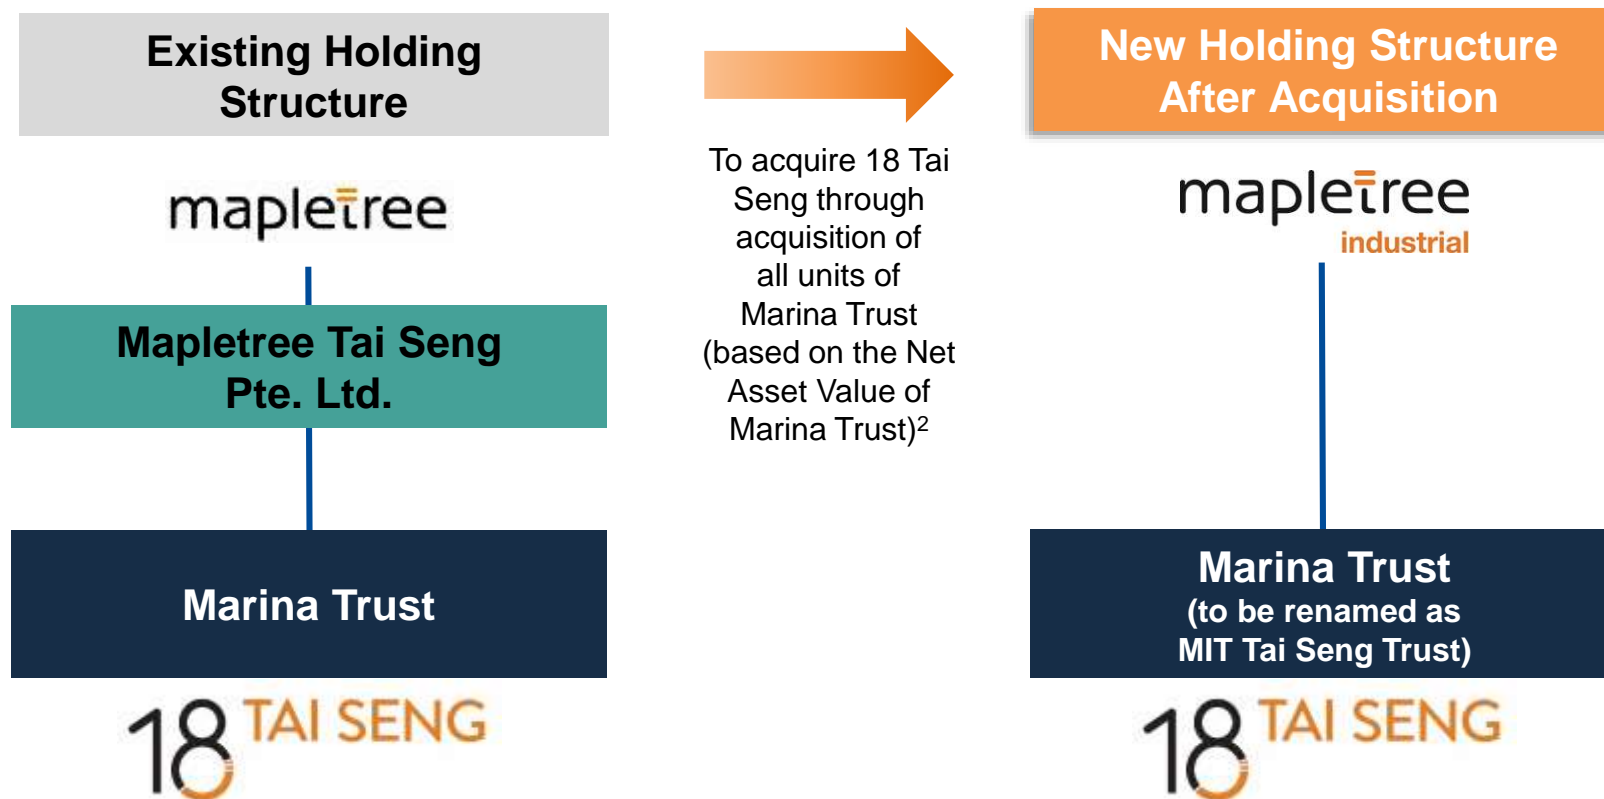 Existing Holding
Structure
mapletree
Mapletree Tai Seng
Pte. Ltd.
Marina Trust
18 TAI SENG
To acquire 18 Tai
Seng through
acquisition of
all units of
Marina Trust
(based on the Net
Asset Value of
Marina Trust)²
New Holding Structure
After Acquisition
mapletree
industrial
Marina Trust
(to be renamed as
MIT Tai Seng Trust)
18 TAI SENG